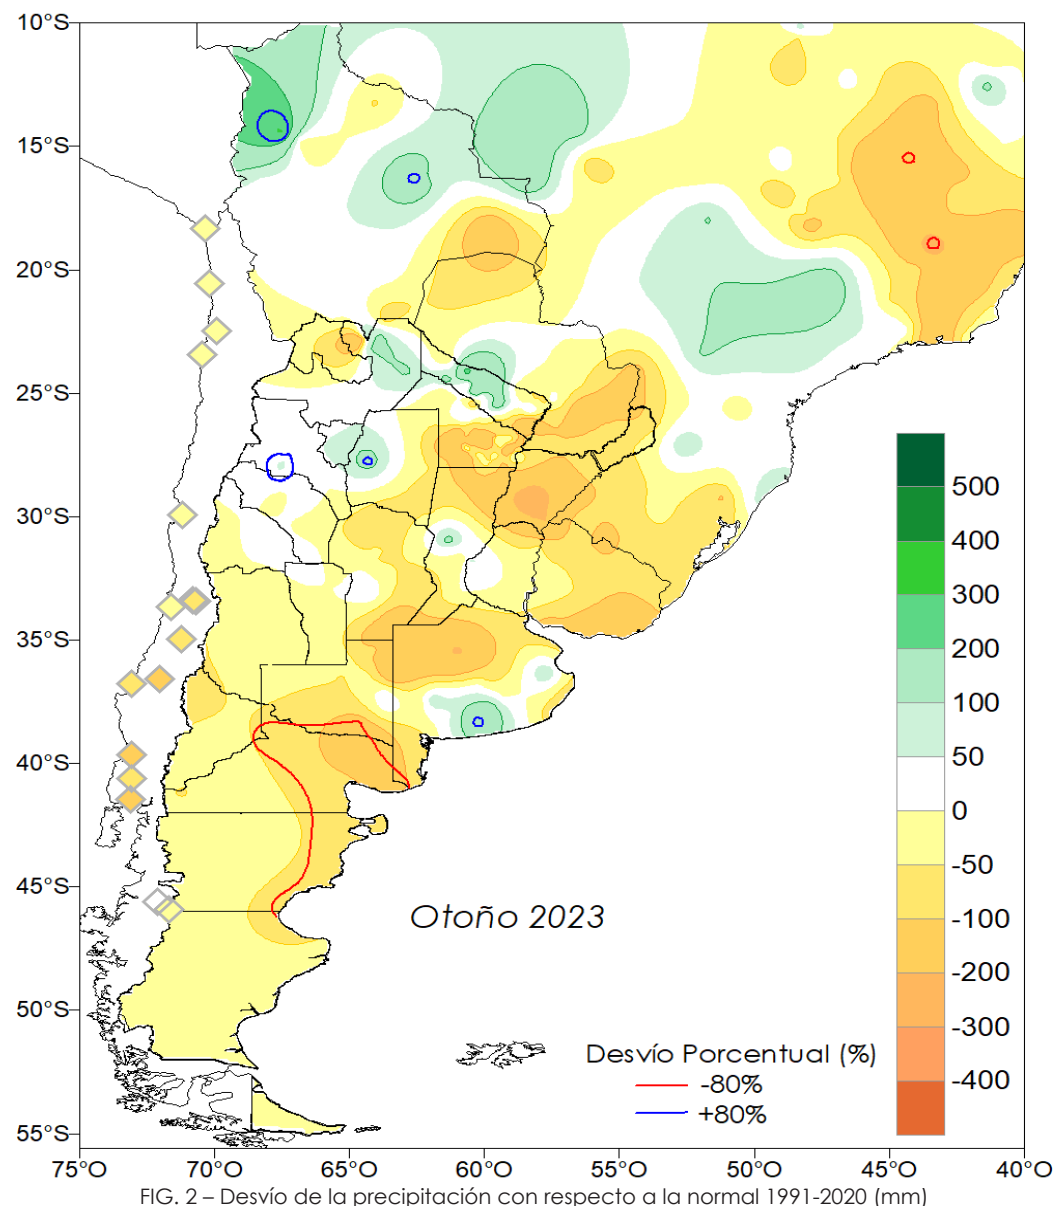 10°S
15°S
20°S
25°S
30°S
35°S
40°S
45°S
50°S
55°S
500
400
300
200
100
50
0
-50
-100
-200
-300
-400
Otoño 2023
Desvío Porcentual (%)
-80%
+80%
75°O 70°O 65°O 60°O 55°O 50°O 45°O 40°O
FIG. 2 – Desvío de la precipitación con respecto a la normal 1991-2020 (mm)